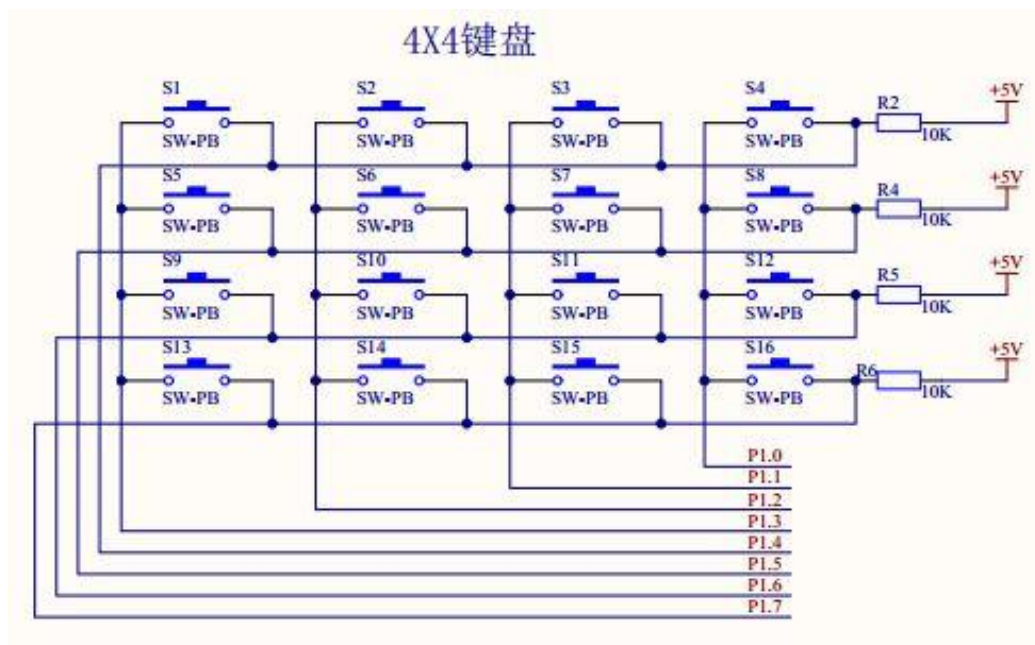 4X4键盘
S1 S2 S3 S4 R2 +5V
SW-PB SW-PB SW-PB SW-PB 10K
S5 S6 S7 S8 R4 +5V
SW-PB SW-PB SW-PB SW-PB 10K
S9 S10 S11 S12 R5 +5V
SW-PB SW-PB SW-PB SW-PB 10K
S13 S14 S15 S16 R6 +5V
SW-PB SW-PB SW-PB SW-PB 10K
P1.0
P1.1
P1.2
P1.3
P1.4
P1.5
P1.6
P1.7